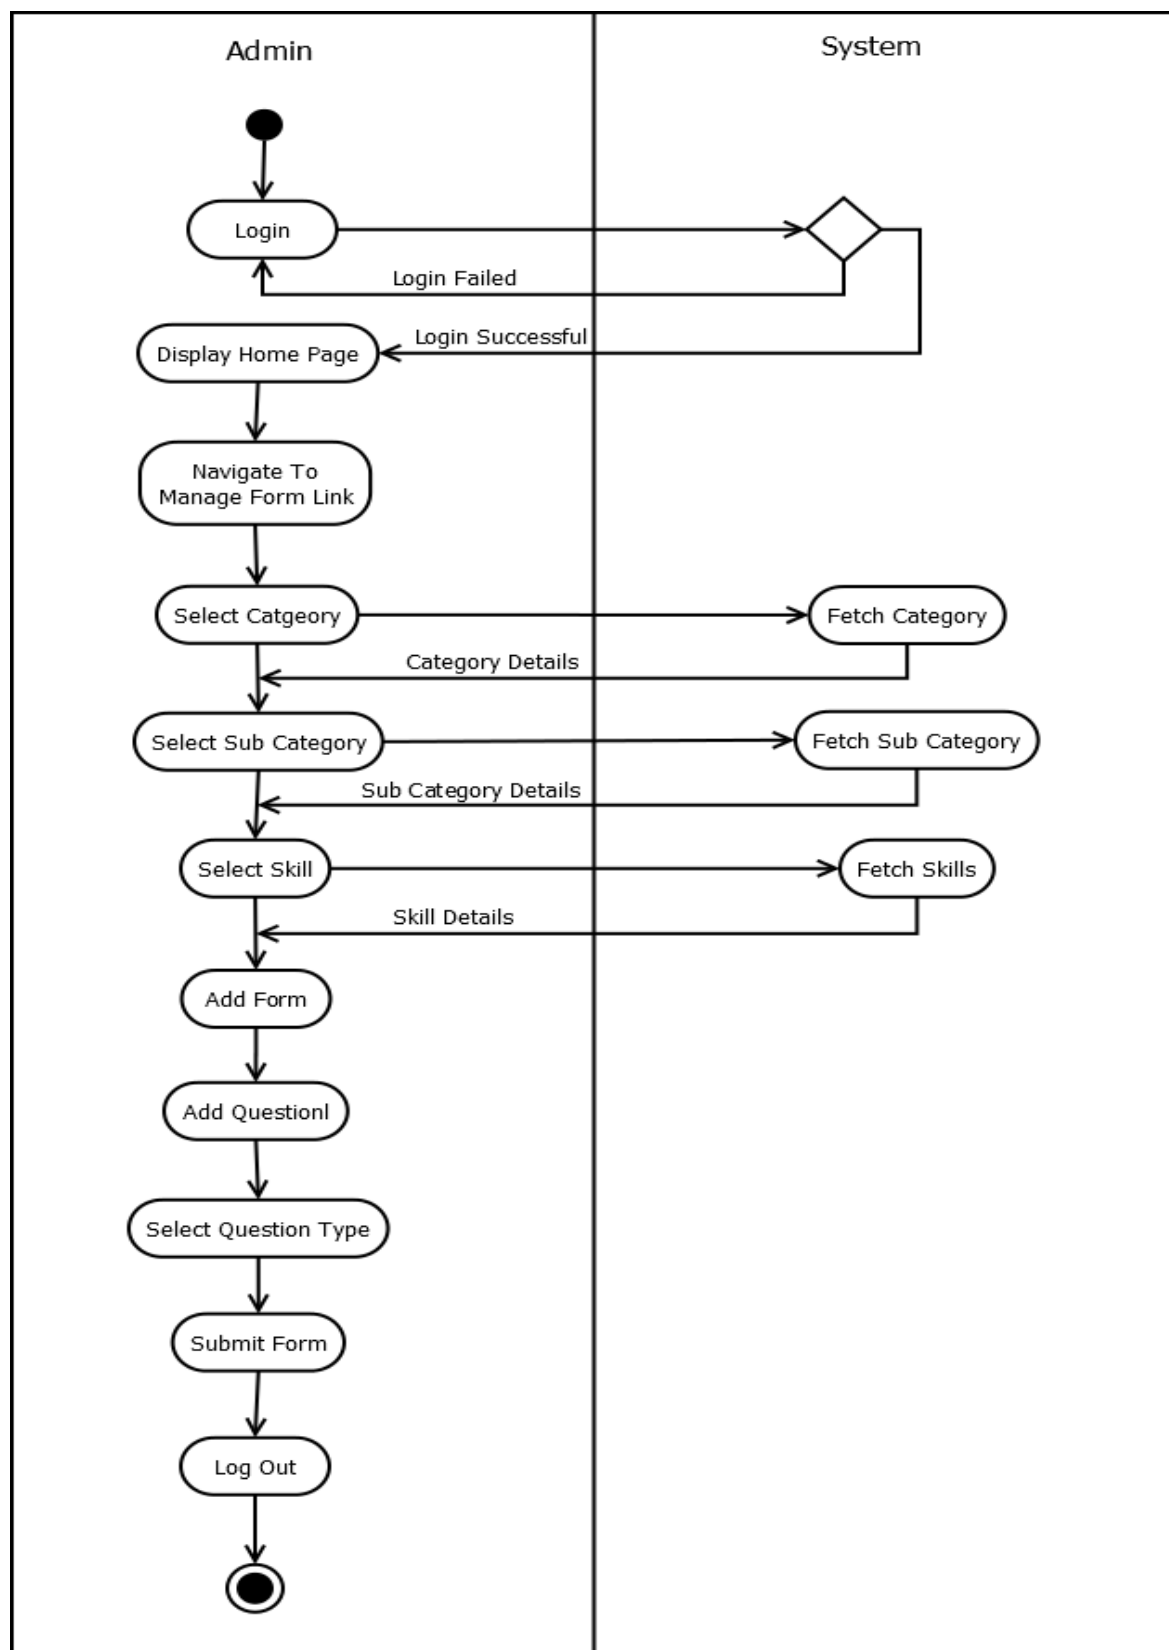 Admin
System
Login
Login Failed
Login Successful
Display Home Page
Navigate To
Manage Form Link
Select Catgeory
Fetch Category
Category Details
Select Sub Category
Fetch Sub Category
Sub Category Details
Select Skill
Fetch Skills
Skill Details
Add Form
Add Questionl
Select Question Type
Submit Form
Log Out